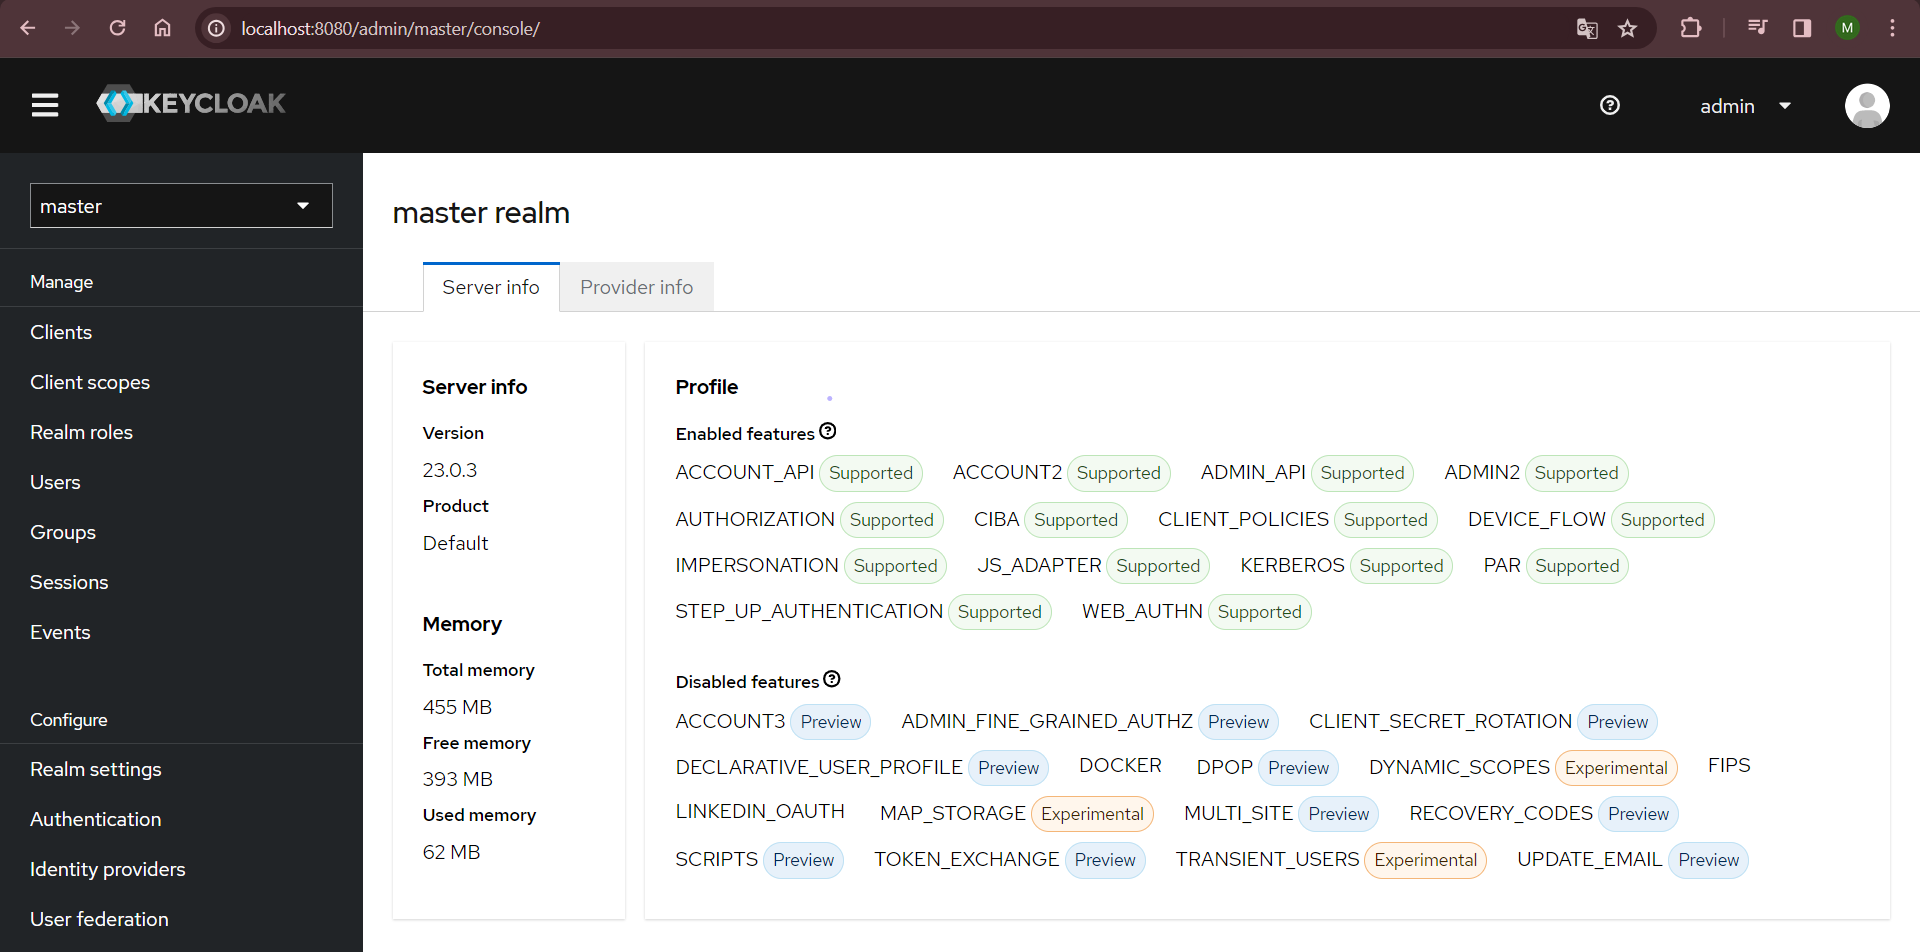 localhost:8080/admin/master/console/
M
KEYCLOAK
admin
master
Manage
Clients
Client scopes
Realm roles
Users
Groups
Sessions
Events
Configure
Realm settings
Authentication
Identity providers
User federation
master realm
Server info Provider info
Server info
Version
23.0.3
Product
Default
Memory
Total memory
455 MB
Free memory
393 MB
Used memory
62 MB
Profile
Enabled features
ACCOUNT_API Supported ACCOUNT2 Supported ADMIN_API Supported ADMIN2 Supported
AUTHORIZATION Supported CIBA Supported CLIENT_POLICIES Supported DEVICE_FLOW Supported
IMPERSONATION Supported JS_ADAPTER Supported KERBEROS Supported PAR Supported
STEP_UP_AUTHENTICATION Supported WEB_AUTHN Supported
Disabled features
ACCOUNT3 Preview ADMIN_FINE_GRAINED_AUTHZ Preview CLIENT_SECRET_ROTATION Preview
DECLARATIVE_USER_PROFILE Preview DOCKER DPOP Preview DYNAMIC_SCOPES Experimental FIPS
LINKEDIN_OAUTH MAP_STORAGE Experimental MULTI_SITE Preview RECOVERY_CODES Preview
SCRIPTS Preview TOKEN_EXCHANGE Preview TRANSIENT_USERS Experimental UPDATE_EMAIL Preview